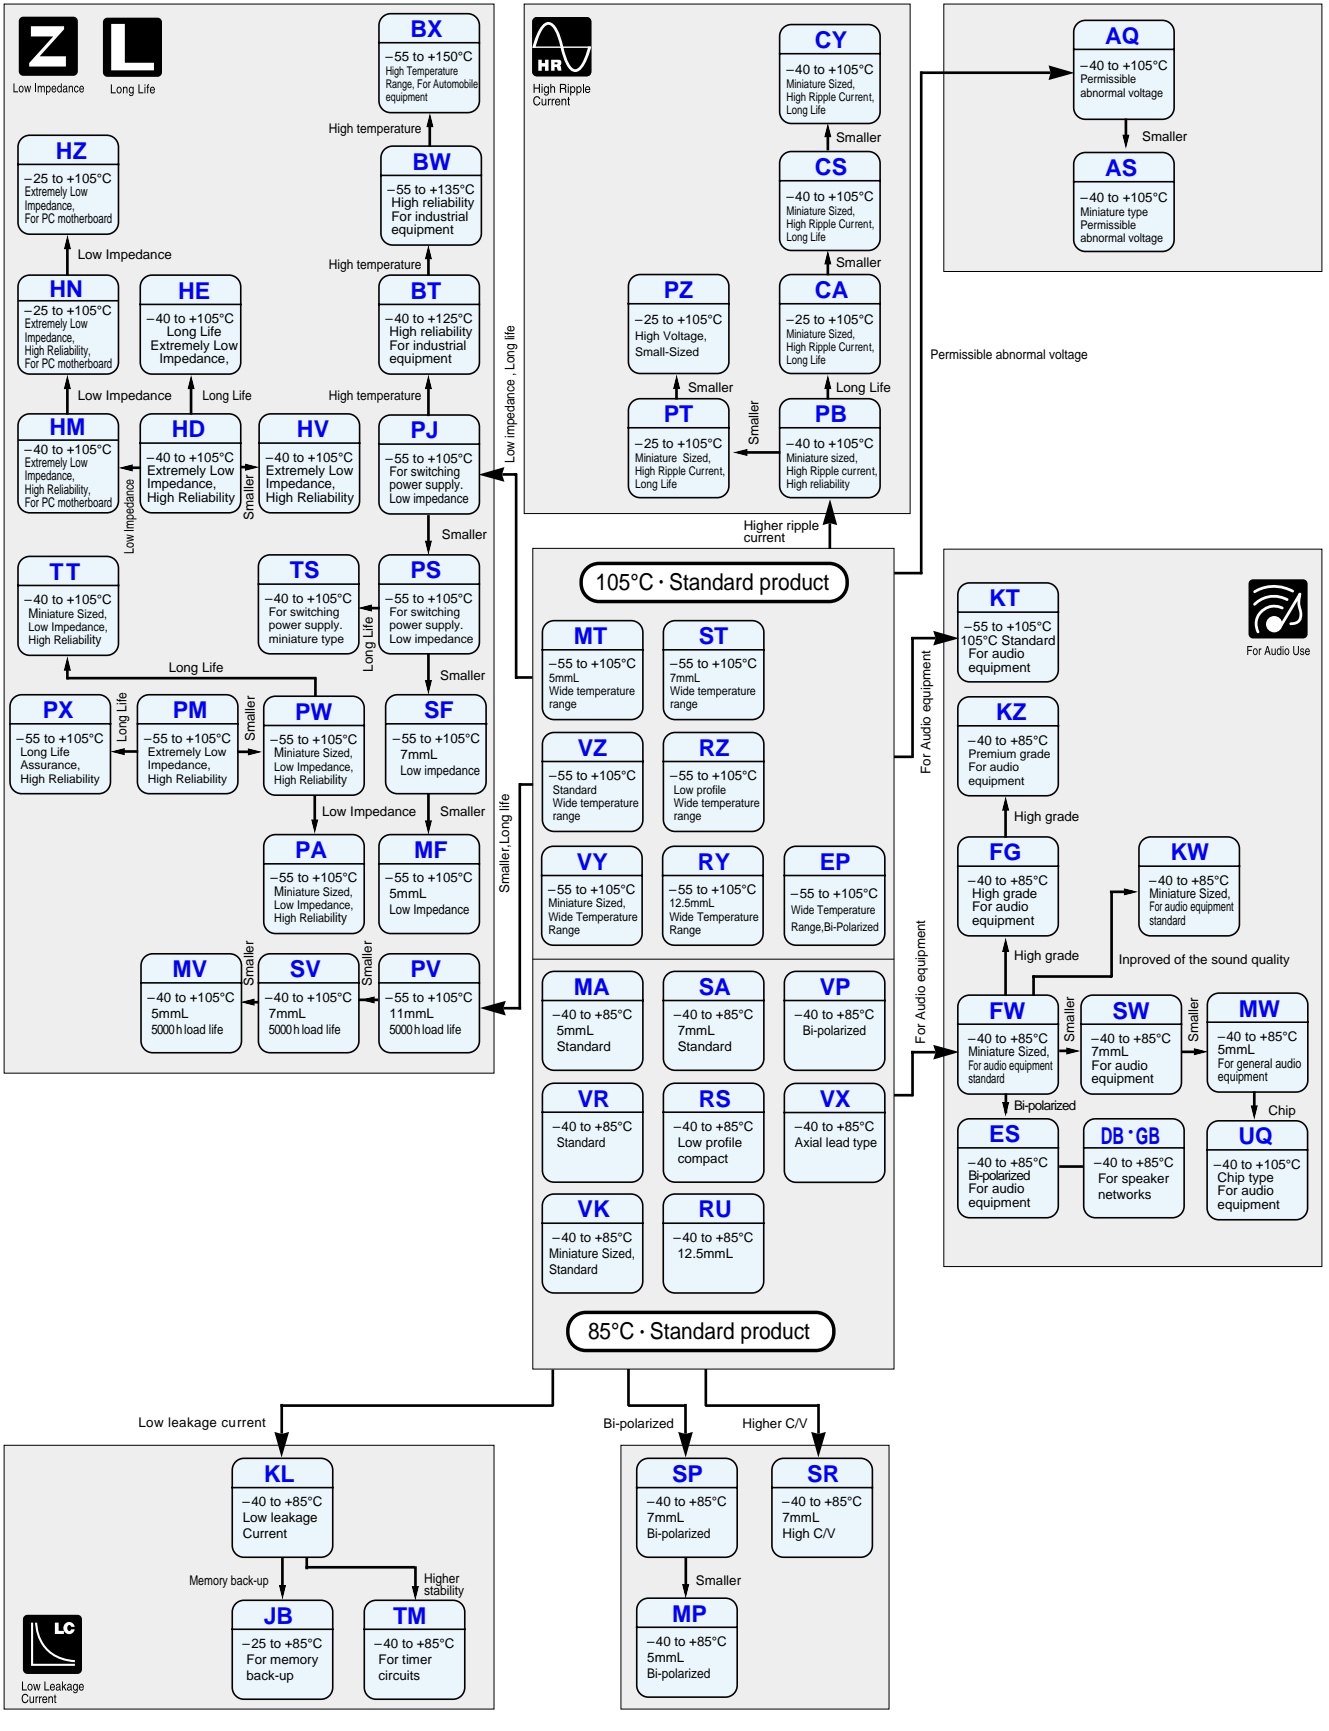 Z
L
Low Impedance
Long Life
BX
−55 to +150°C
High Temperature
Range, For Automobile
equipment
High temperature
BW
−55 to +135°C
High reliability
For industrial
equipment
High temperature
BT
−40 to +125°C
High reliability
For industrial
equipment
High temperature
HZ
−25 to +105°C
Extremely Low
Impedance,
For PC motherboard
Low Impedance
HN
−25 to +105°C
Extremely Low
Impedance,
High Reliability,
For PC motherboard
HE
−40 to +105°C
Long Life
Extremely Low
Impedance,
Low Impedance
Long Life
HM
−40 to +105°C
Extremely Low
Impedance,
High Reliability,
For PC motherboard
Low Impedance
HD
−40 to +105°C
Extremely Low
Impedance,
High Reliability
Smaller
HV
−40 to +105°C
Extremely Low
Impedance,
High Reliability
PJ
−55 to +105°C
For switching
power supply.
Low impedance
Smaller
TT
−40 to +105°C
Miniature Sized,
Low Impedance,
High Reliability
TS
−40 to +105°C
For switching
power supply.
miniature type
Long Life
PS
−55 to +105°C
For switching
power supply.
Low impedance
Long Life
Smaller
PX
−55 to +105°C
Long Life
Assurance,
High Reliability
Long Life
PM
−55 to +105°C
Extremely Low
Impedance,
High Reliability
Smaller
PW
−55 to +105°C
Miniature Sized,
Low Impedance,
High Reliability
SF
−55 to +105°C
7mmL
Low impedance
Low Impedance
Smaller
PA
−55 to +105°C
Miniature Sized,
Low Impedance,
High Reliability
MF
−55 to +105°C
5mmL
Low Impedance
MV
−40 to +105°C
5mmL
5000 h load life
Smaller
SV
−40 to +105°C
7mmL
5000 h load life
Smaller
PV
−55 to +105°C
11mmL
5000 h load life
Low impedance , Long life
Smaller,Long life
HR
High Ripple
Current
CY
−40 to +105°C
Miniature Sized,
High Ripple Current,
Long Life
Smaller
CS
−40 to +105°C
Miniature Sized,
High Ripple Current,
Long Life
Smaller
PZ
−25 to +105°C
High Voltage,
Small-Sized
CA
−25 to +105°C
Miniature Sized,
High Ripple Current,
Long Life
Smaller
Long Life
PT
−25 to +105°C
Miniature Sized,
High Ripple Current,
Long Life
Smaller
PB
−40 to +105°C
Miniature sized,
High Ripple current,
High reliability
Higher ripple
current
AQ
−40 to +105°C
Permissible
abnormal voltage
Smaller
AS
−40 to +105°C
Miniature type
Permissible
abnormal voltage
Permissible abnormal voltage
105°C · Standard product
MT
−55 to +105°C
5mmL
Wide temperature
range
ST
−55 to +105°C
7mmL
Wide temperature
range
VZ
−55 to +105°C
Standard
Wide temperature
range
RZ
−55 to +105°C
Low profile
Wide temperature
range
VY
−55 to +105°C
Miniature Sized,
Wide Temperature
Range
RY
−55 to +105°C
12.5mmL
Wide Temperature
Range
EP
−55 to +105°C
Wide Temperature
Range,Bi-Polarized
MA
−40 to +85°C
5mmL
Standard
SA
−40 to +85°C
7mmL
Standard
VP
−40 to +85°C
Bi-polarized
VR
−40 to +85°C
Standard
RS
−40 to +85°C
Low profile
compact
VX
−40 to +85°C
Axial lead type
VK
−40 to +85°C
Miniature Sized,
Standard
RU
−40 to +85°C
12.5mmL
85°C · Standard product
For Audio equipment
For Audio equipment
For Audio Use
KT
−55 to +105°C
105°C Standard
For audio
equipment
KZ
−40 to +85°C
Premium grade
For audio
equipment
High grade
FG
−40 to +85°C
High grade
For audio
equipment
KW
−40 to +85°C
Miniature Sized,
For audio equipment
standard
High grade
Inproved of the sound quality
FW
−40 to +85°C
Miniature Sized,
For audio equipment
standard
Smaller
SW
−40 to +85°C
7mmL
For audio
equipment
Smaller
MW
−40 to +85°C
5mmL
For general audio
equipment
Bi-polarized
Chip
ES
−40 to +85°C
Bi-polarized
For audio
equipment
DB · GB
−40 to +85°C
For speaker
networks
UQ
−40 to +105°C
Chip type
For audio
equipment
Low leakage current
Bi-polarized
Higher C/V
KL
−40 to +85°C
Low leakage
Current
Memory back-up
Higher
stability
JB
−25 to +85°C
For memory
back-up
TM
−40 to +85°C
For timer
circuits
LC
Low Leakage
Current
SP
−40 to +85°C
7mmL
Bi-polarized
SR
−40 to +85°C
7mmL
High C/V
Smaller
MP
−40 to +85°C
5mmL
Bi-polarized